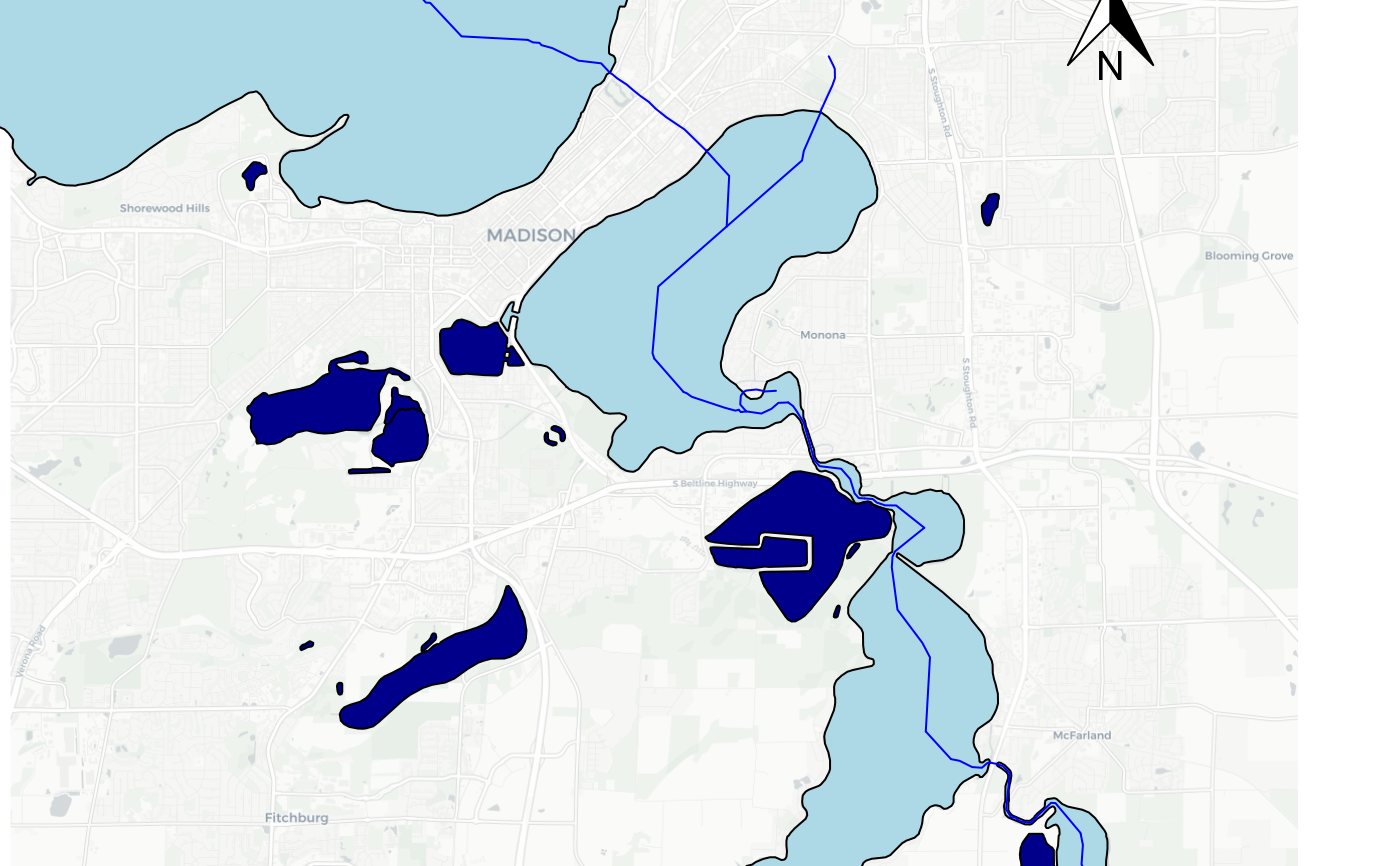 N
S Stoughton Rd
Shorewood Hills
MADISON
Blooming Grove
Monona
S Stoughton Rd
S Beltline Highway
Verona Road
McFarland
Fitchburg